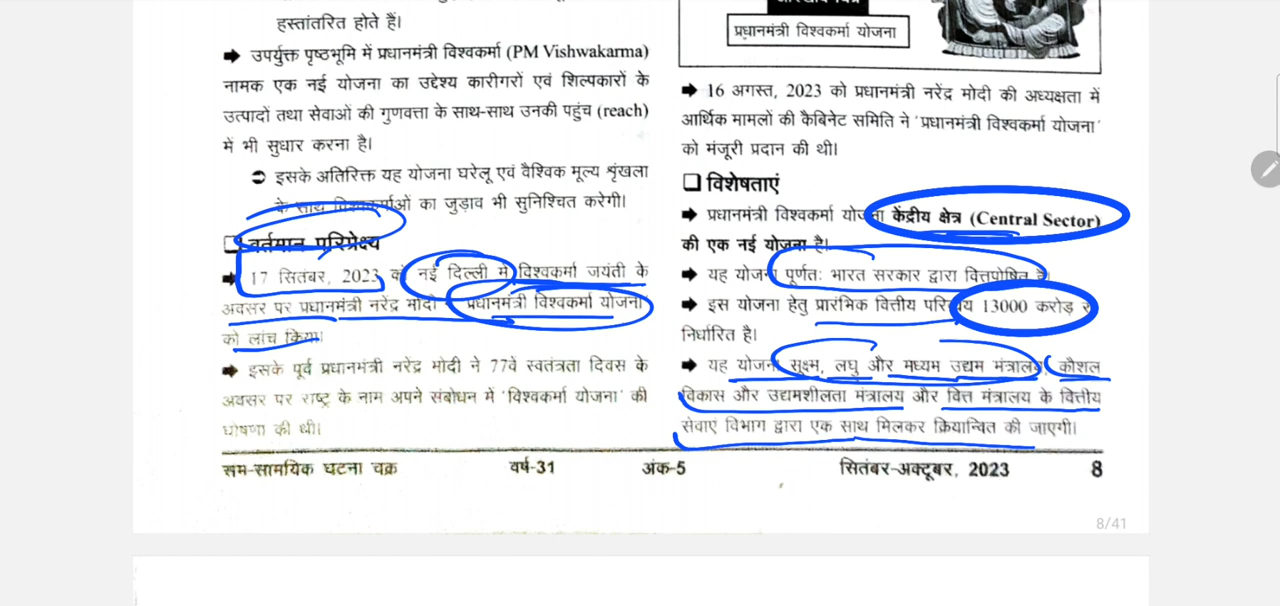 हस्तांतरित होते हैं।
➡ उपर्युक्त पृष्ठभूमि में प्रधानमंत्री विश्वकर्मा (PM Vishwakarma)
नामक एक नई योजना का उद्देश्य कारीगरों एवं शिल्पकारों के
उत्पादों तथा सेवाओं की गुणवत्ता के साथ-साथ उनकी पहुंच (reach)
में भी सुधार करना है।
➲ इसके अतिरिक्त यह योजना घरेलू एवं वैश्विक मूल्य शृंखला
के साथ विश्वकर्माओं का जुड़ाव भी सुनिश्चित करेगी।
❑ वर्तमान परिप्रेक्ष्य
➡ 17 सितंबर, 2023 को नई दिल्ली में विश्वकर्मा जयंती के
अवसर पर प्रधानमंत्री नरेंद्र मोदी प्रधानमंत्री विश्वकर्मा योजना
को लांच किया।
➡ इसके पूर्व प्रधानमंत्री नरेंद्र मोदी ने 77वें स्वतंत्रता दिवस के
अवसर पर राष्ट्र के नाम अपने संबोधन में 'विश्वकर्मा योजना' की
घोषणा की थी।
प्रधानमंत्री विश्वकर्मा योजना
➡ 16 अगस्त, 2023 को प्रधानमंत्री नरेंद्र मोदी की अध्यक्षता में
आर्थिक मामलों की कैबिनेट समिति ने 'प्रधानमंत्री विश्वकर्मा योजना'
को मंजूरी प्रदान की थी।
❑ विशेषताएं
➡ प्रधानमंत्री विश्वकर्मा योजना केंद्रीय क्षेत्र (Central Sector)
की एक नई योजना है।
➡ यह योजना पूर्णतः भारत सरकार द्वारा वित्तपोषित है
➡ इस योजना हेतु प्रारंभिक वित्तीय परिव्यय 13000 करोड़ रु
निर्धारित है।
➡ यह योजना सूक्ष्म, लघु और मध्यम उद्यम मंत्रालय, कौशल
विकास और उद्यमशीलता मंत्रालय और वित्त मंत्रालय के वित्तीय
सेवाएं विभाग द्वारा एक साथ मिलकर क्रियान्वित की जाएगी।
सम-सामयिक घटना चक्र वर्ष-31 अंक-5 सितंबर-अक्टूबर, 2023 8
8/41